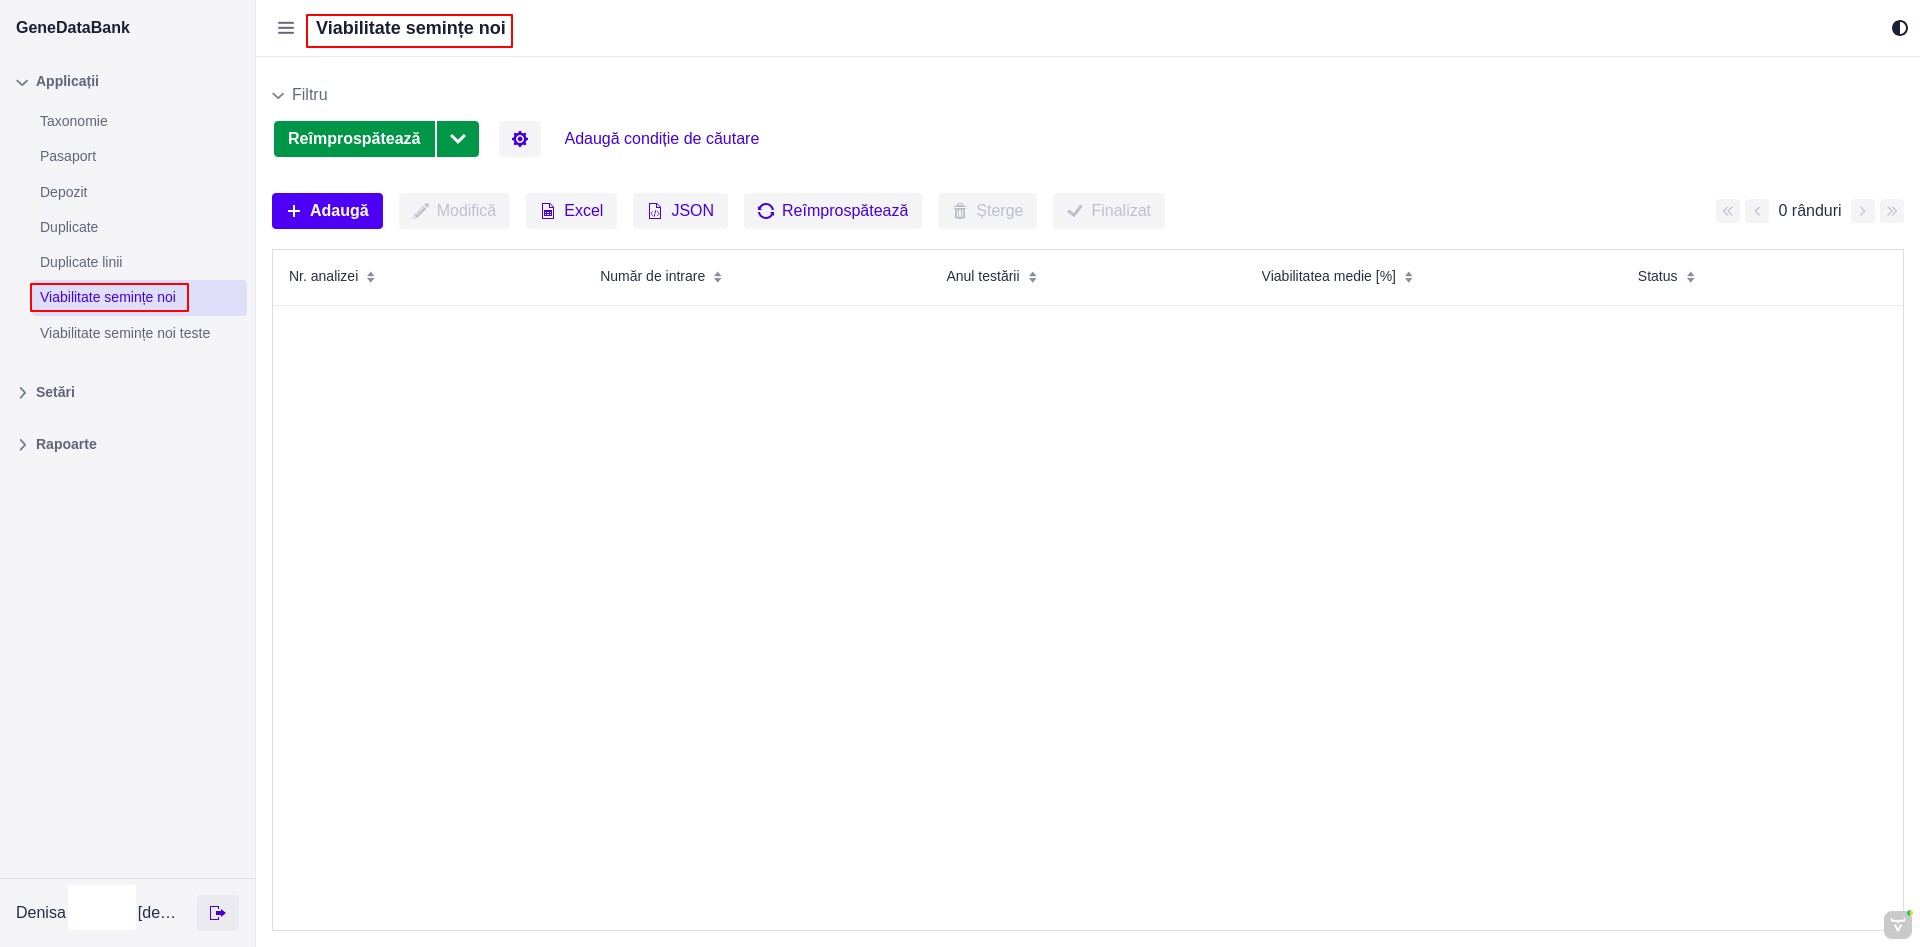 GeneDataBank
Viabilitate semințe noi
Applicații
Taxonomie
Pasaport
Depozit
Duplicate
Duplicate linii
Viabilitate semințe noi
Viabilitate semințe noi teste
Setări
Rapoarte
Denisa [de…
Filtru
Reîmprospătează
Adaugă condiție de căutare
Adaugă Modifică Excel JSON Reîmprospătează Șterge Finalizat 0 rânduri
Nr. analizei Număr de intrare Anul testării Viabilitatea medie [%] Status